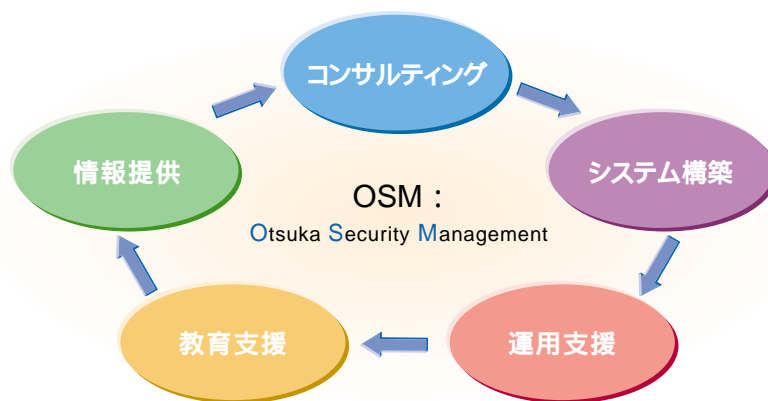 コンサルティング
情報提供
システム構築
OSM：
Otsuka Security Management
教育支援
運用支援